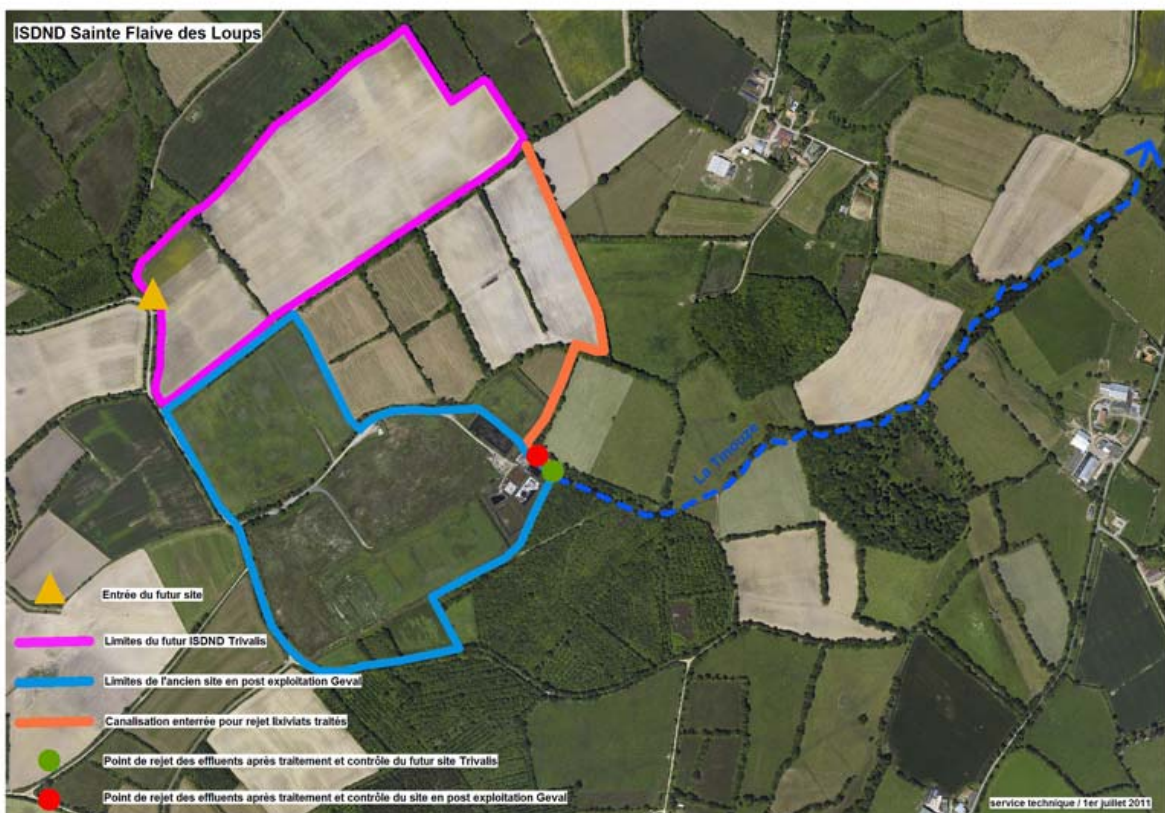 ISDND Sainte Flaive des Loups
La Tinouze
Entrée du futur site
Limites du futur ISDND Trivalis
Limites de l'ancien site en post exploitation Geval
Canalisation enterrée pour rejet lixiviats traités
Point de rejet des effluents après traitement et contrôle du futur site Trivalis
Point de rejet des effluents après traitement et contrôle du site en post exploitation Geval
service technique / 1er juillet 2011